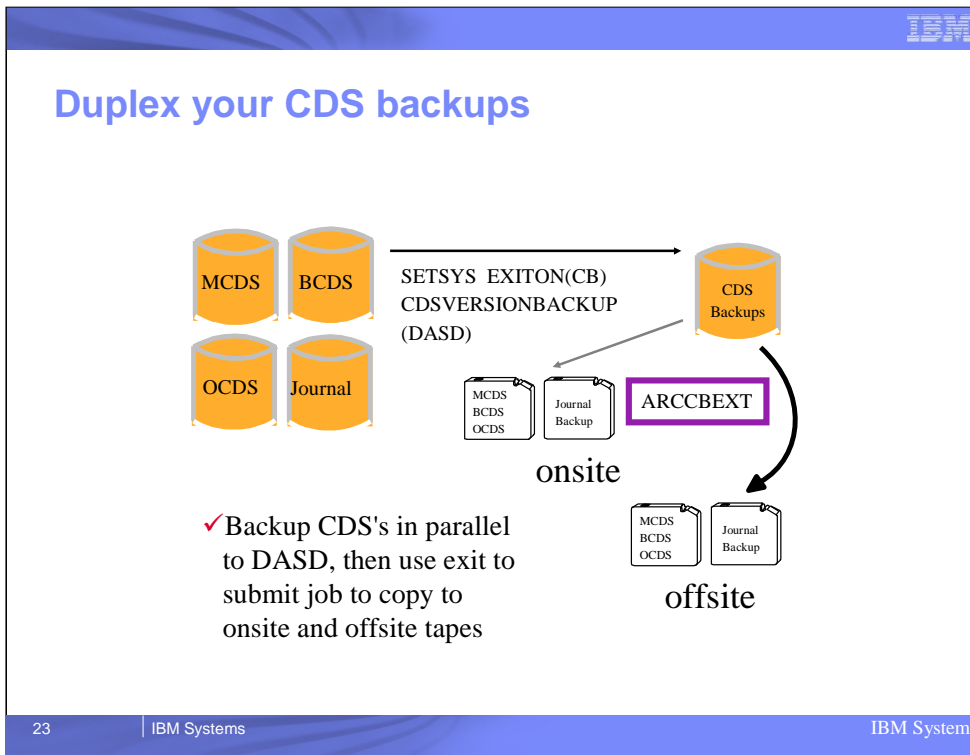 IBM
Duplex your CDS backups
MCDS
BCDS
OCDS
Journal
SETSYS EXITON(CB)
CDSVERSIONBACKUP
(DASD)
CDS
Backups
MCDS
BCDS
OCDS
Journal
Backup
ARCCBEXT
onsite
MCDS
BCDS
OCDS
Journal
Backup
offsite
✓Backup CDS's in parallel
to DASD, then use exit to
submit job to copy to
onsite and offsite tapes
23
IBM Systems
IBM System